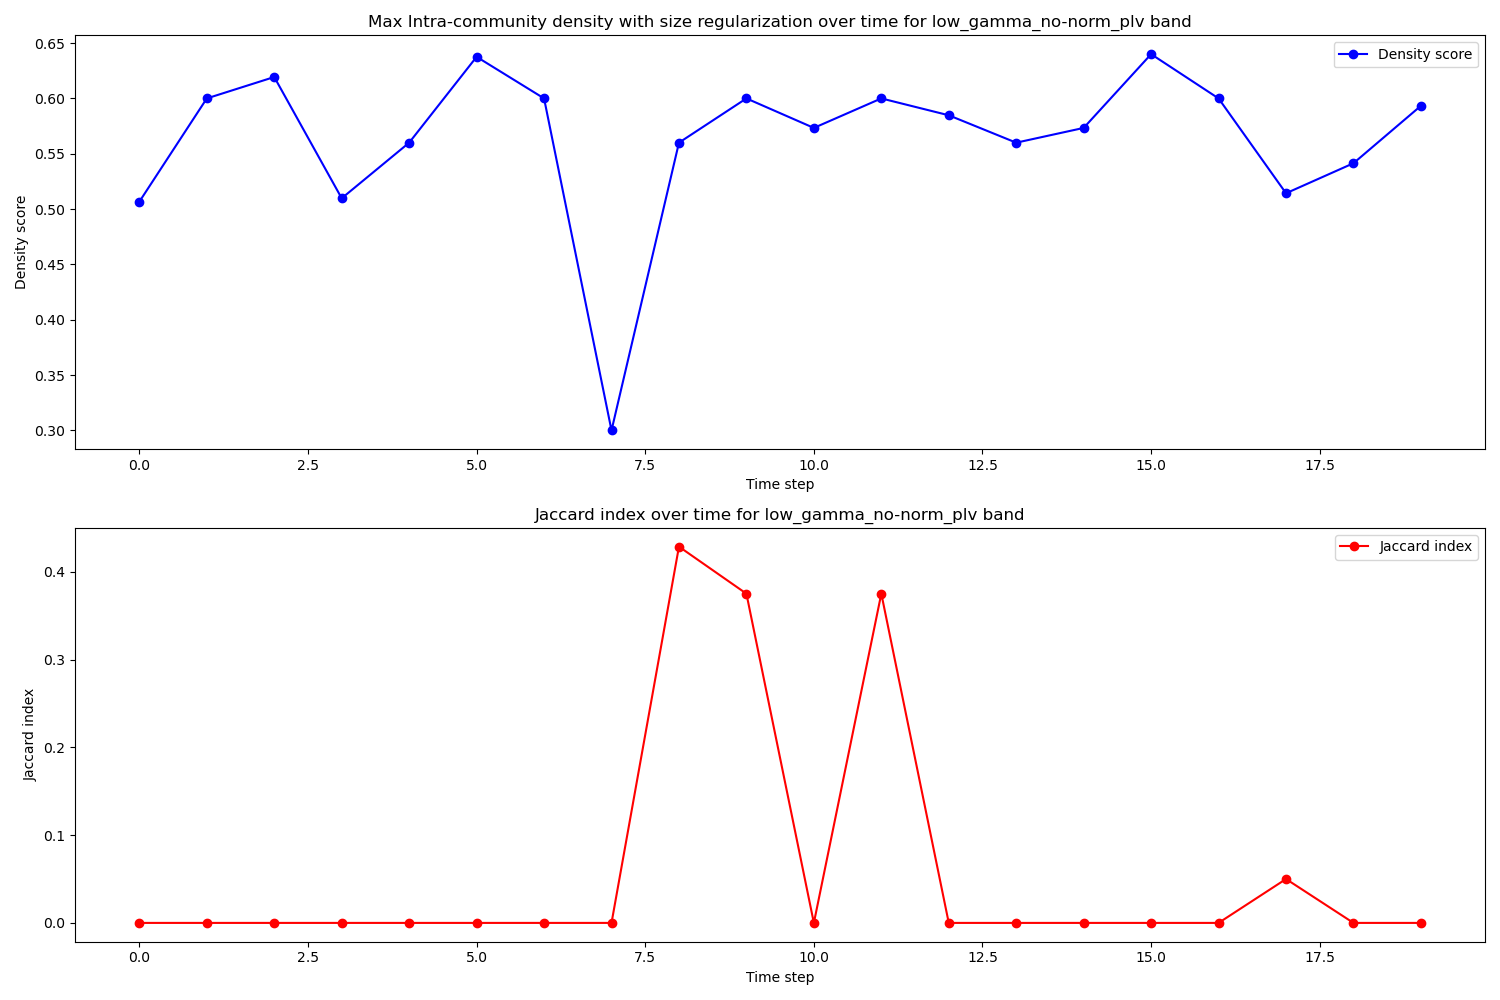 Max Intra-community density with size regularization over time for low_gamma_no-norm_plv band
Density score
0.65
0.60
0.55
0.50
0.45
0.40
0.35
0.30
Density score
0.0 2.5 5.0 7.5 10.0 12.5 15.0 17.5
Time step
Jaccard index over time for low_gamma_no-norm_plv band
Jaccard index
0.4
0.3
0.2
0.1
0.0
Jaccard index
0.0 2.5 5.0 7.5 10.0 12.5 15.0 17.5
Time step